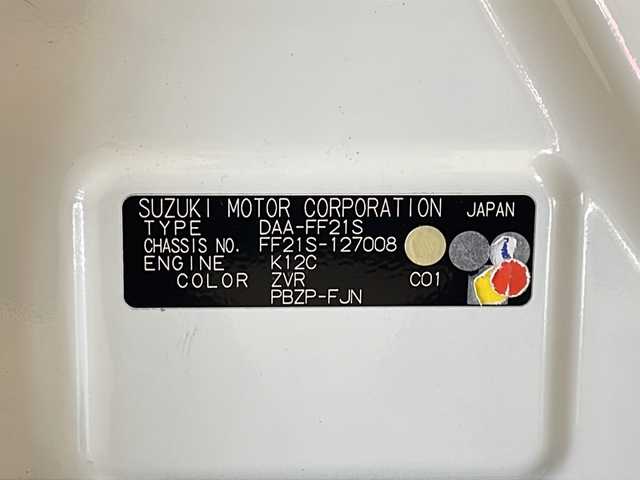 SUZUKI MOTOR CORPORATION JAPAN
TYPE DAA-FF21S
CHASSIS NO. FF21S-127008
ENGINE K12C
COLOR ZVR C01
PBZP-FJN